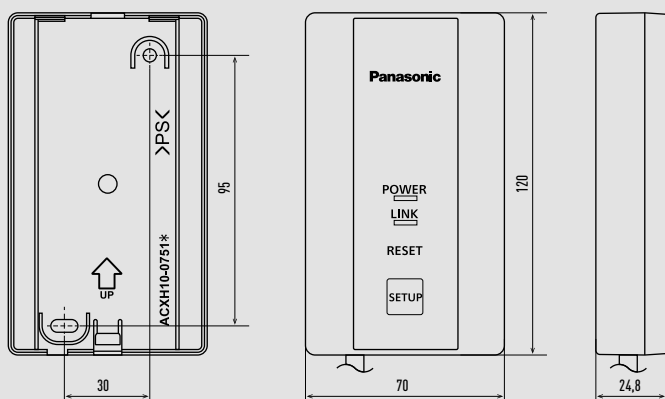 >PS<
95
ACXH10-0751*
UP
30
Panasonic
POWER
LINK
RESET
SETUP
120
70
24,8